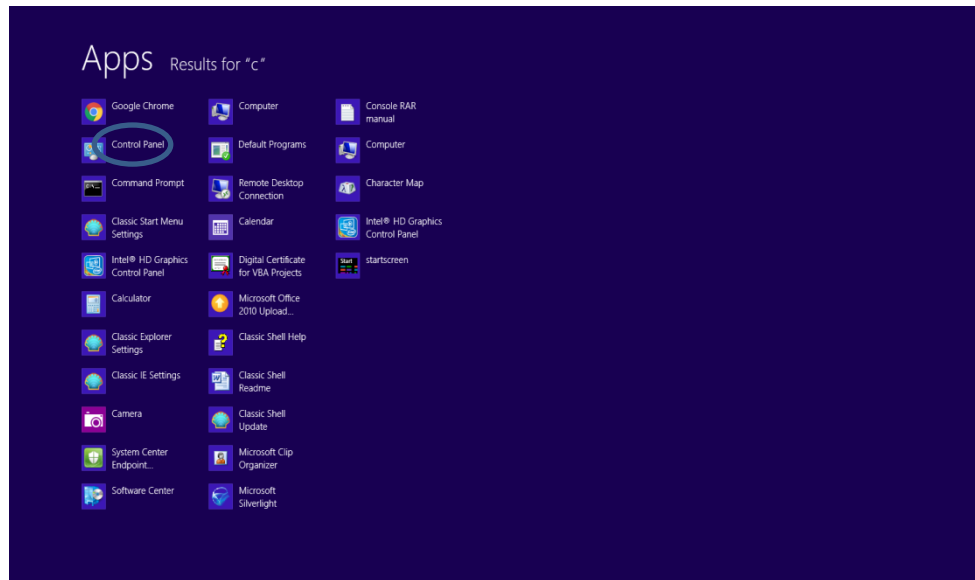 Apps Results for "c"
Google Chrome
Control Panel
Command Prompt
Classic Start Menu
Settings
Intel® HD Graphics
Control Panel
Calculator
Classic Explorer
Settings
Classic IE Settings
Camera
System Center
Endpoint...
Software Center
Computer
Default Programs
Remote Desktop
Connection
Calendar
Digital Certificate
for VBA Projects
Microsoft Office
2010 Upload...
Classic Shell Help
Classic Shell
Readme
Classic Shell
Update
Microsoft Clip
Organizer
Microsoft
Silverlight
Console RAR
manual
Computer
Character Map
Intel® HD Graphics
Control Panel
Start
startscreen